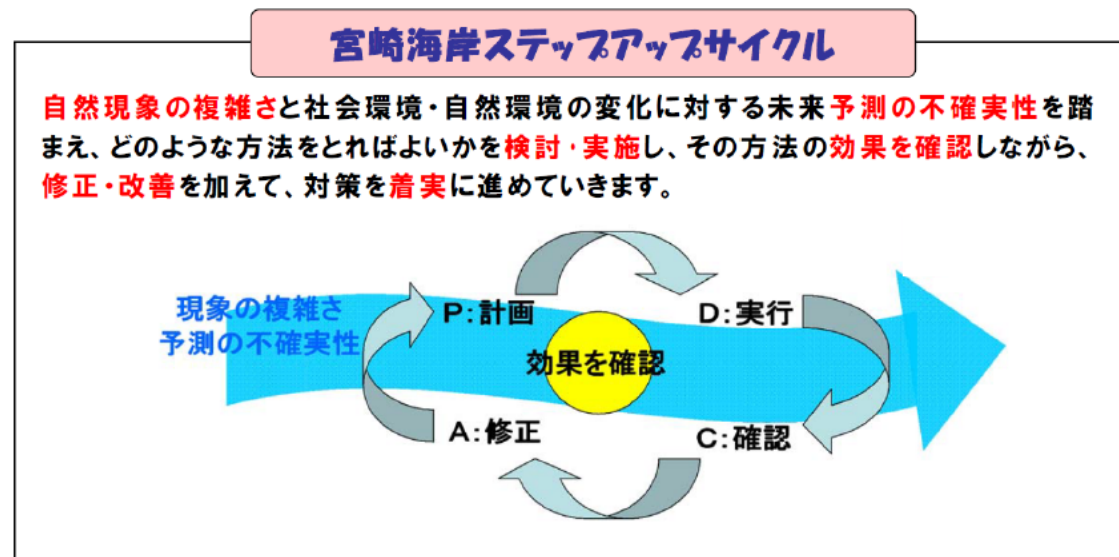 宮崎海岸ステップアップサイクル
自然現象の複雑さと社会環境・自然環境の変化に対する未来予測の不確実性を踏
まえ、どのような方法をとればよいかを検討・実施し、その方法の効果を確認しながら、
修正・改善を加えて、対策を着実に進めていきます。
現象の複雑さ
予測の不確実性
P:計画
D:実行
効果を確認
A:修正
C:確認